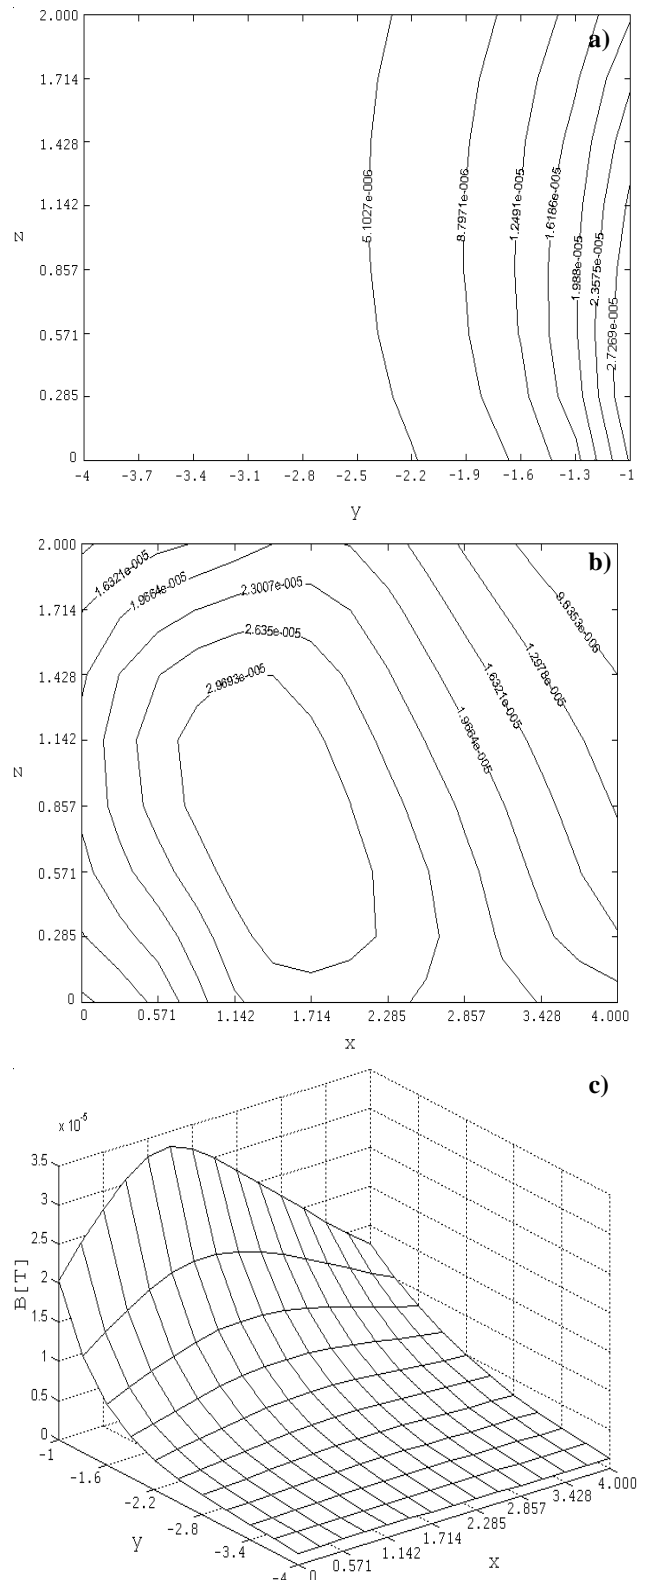 2.000
a)
1.714
1.428
1.142
0.857
0.571
0.285
0
z
5.1027e-006
8.7971e-006
1.2491e-005
1.6186e-005
1.988e-005
2.3575e-005
2.7269e-005
-4 -3.7 -3.4 -3.1 -2.8 -2.5 -2.2 -1.9 -1.6 -1.3 -1
y
2.000
b)
1.714
1.428
1.142
0.857
0.571
0.285
0
z
1.6321e-005
1.9664e-005
2.3007e-005
2.635e-005
2.9693e-005
1.9664e-005
1.6321e-005
1.2978e-005
9.6353e-006
0 0.571 1.142 1.714 2.285 2.857 3.428 4.000
x
c)
x 10-5
3.5
3
2.5
2
1.5
1
0.5
0
B[T]
-1
-1.6
-2.2
-2.8
-3.4
-4
y
0 0.571 1.142 1.714 2.285 2.857 3.428 4.000
x